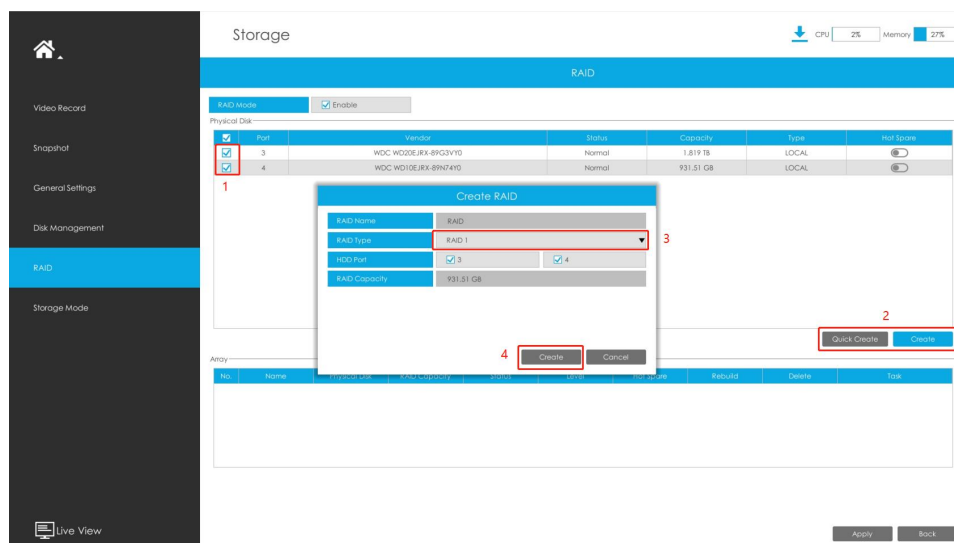 Storage
CPU 2% Memory 27%
RAID
Video Record
Snapshot
General Settings
Disk Management
RAID
Storage Mode
Live View
RAID Mode Enable
Physical Disk
Port Vendor Status Capacity Type Hot Spare
3 WDC WD20EJRX-89G3VY0 Normal 1.819 TB LOCAL
4 WDC WD10EJRX-89N74Y0 Normal 931.51 GB LOCAL
1
Create RAID
RAID Name RAID
RAID Type RAID 1
3
HDD Port 3 4
RAID Capacity 931.51 GB
2
Quick Create Create
4
Create Cancel
Array
No. Name Physical Disk RAID Capacity Status Level Hot Spare Rebuild Delete Task
Apply Back